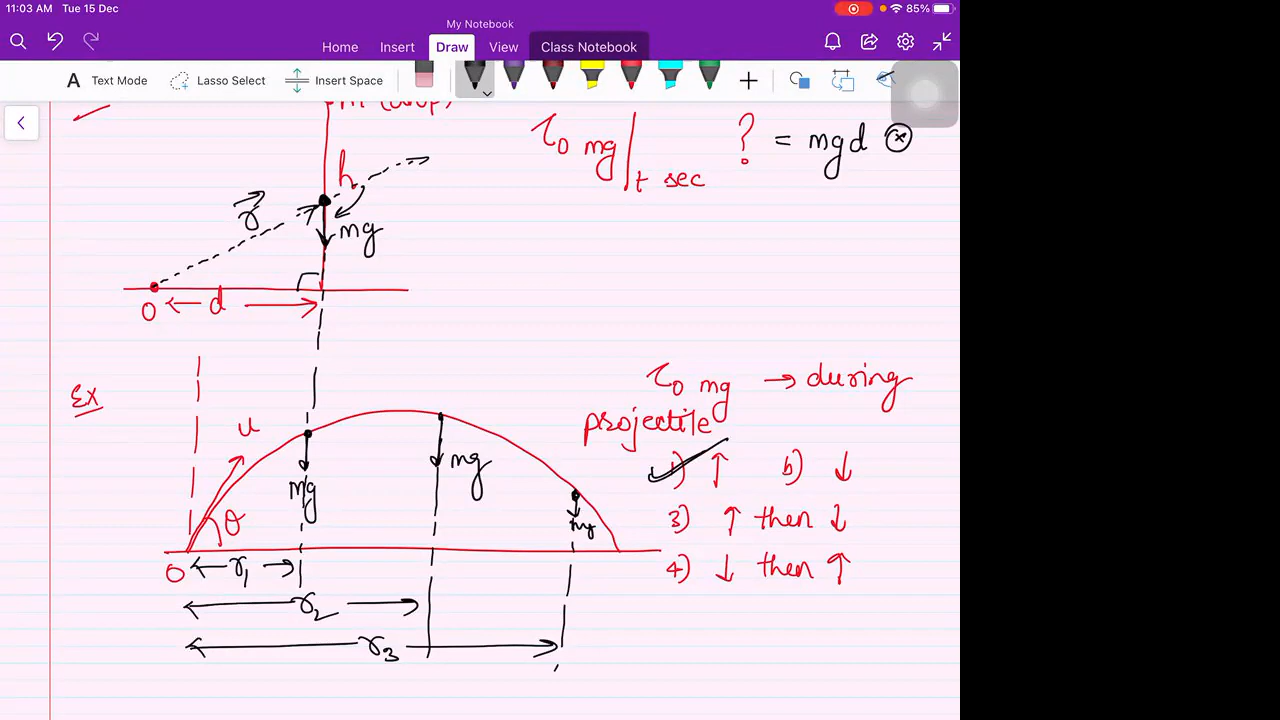 11:03 AM Tue 15 Dec
85%
My Notebook
Home Insert Draw View Class Notebook
A Text Mode Lasso Select Insert Space
τ₀ mg | t sec ? = mgd ⊗
h
r⃗
mg
O ← d →
Ex
u
θ
mg
mg
mg
τ₀ mg → during
projectile
1) ↑ b) ↓
3) ↑ then ↓
4) ↓ then ↑
O ← r₁ →
← r₂ →
← r₃ →